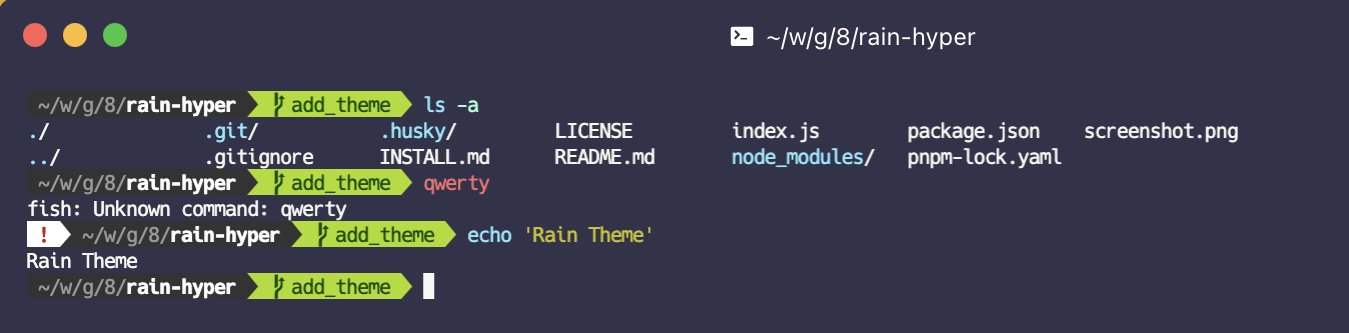 ~/w/g/8/rain-hyper
~/w/g/8/rain-hyper add_theme ls -a
./ .git/ .husky/ LICENSE index.js package.json screenshot.png
../ .gitignore INSTALL.md README.md node_modules/ pnpm-lock.yaml
~/w/g/8/rain-hyper add_theme qwerty
fish: Unknown command: qwerty
! ~/w/g/8/rain-hyper add_theme echo 'Rain Theme'
Rain Theme
~/w/g/8/rain-hyper add_theme